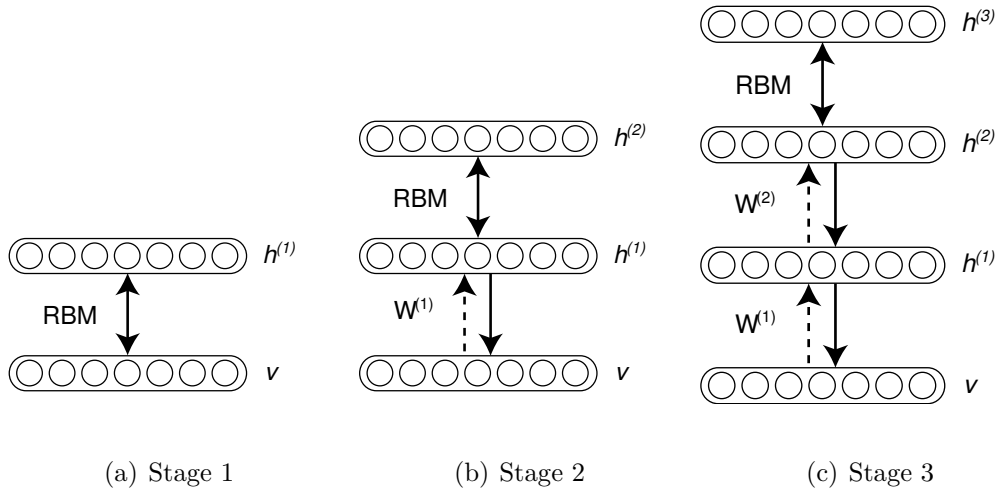 h(1)
RBM
v
(a) Stage 1
h(2)
RBM
h(1)
W(1)
v
(b) Stage 2
h(3)
RBM
h(2)
W(2)
h(1)
W(1)
v
(c) Stage 3